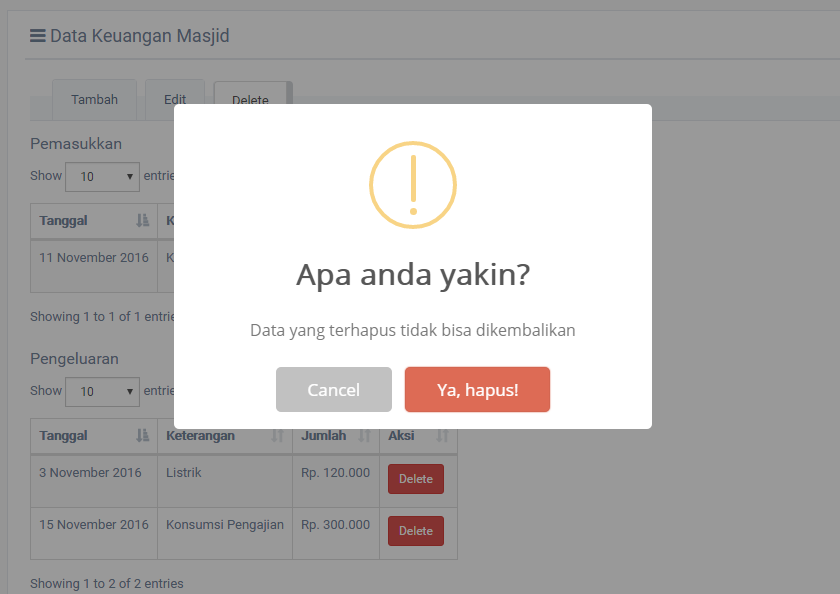 Data Keuangan Masjid
Tambah Edit Delete
Pemasukkan
Show 10 entrie
Tanggal K
11 November 2016 K
Showing 1 to 1 of 1 entrie
Apa anda yakin?
Data yang terhapus tidak bisa dikembalikan
Cancel Ya, hapus!
Pengeluaran
Show 10 entrie
Tanggal Keterangan Jumlah Aksi
3 November 2016 Listrik Rp. 120.000 Delete
15 November 2016 Konsumsi Pengajian Rp. 300.000 Delete
Showing 1 to 2 of 2 entries